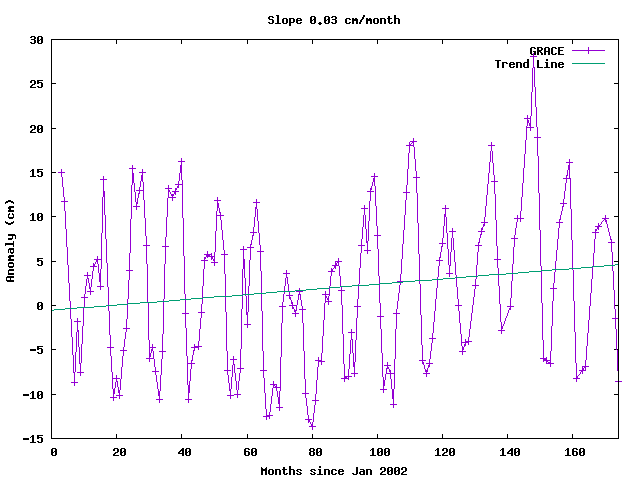 Slope 0.03 cm/month
30
25
20
15
10
5
0
-5
-10
-15
Anomaly (cm)
GRACE
Trend Line
0 20 40 60 80 100 120 140 160
Months since Jan 2002